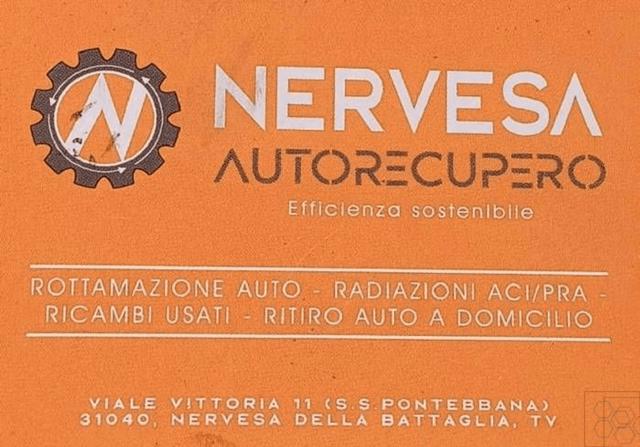 N
NERVESA
AUTORECUPERO
Efficienza sostenibile
ROTTAMAZIONE AUTO - RADIAZIONI ACI/PRA -
RICAMBI USATI - RITIRO AUTO A DOMICILIO
VIALE VITTORIA 11 (S.S.PONTEBBANA)
31040, NERVESA DELLA BATTAGLIA, TV